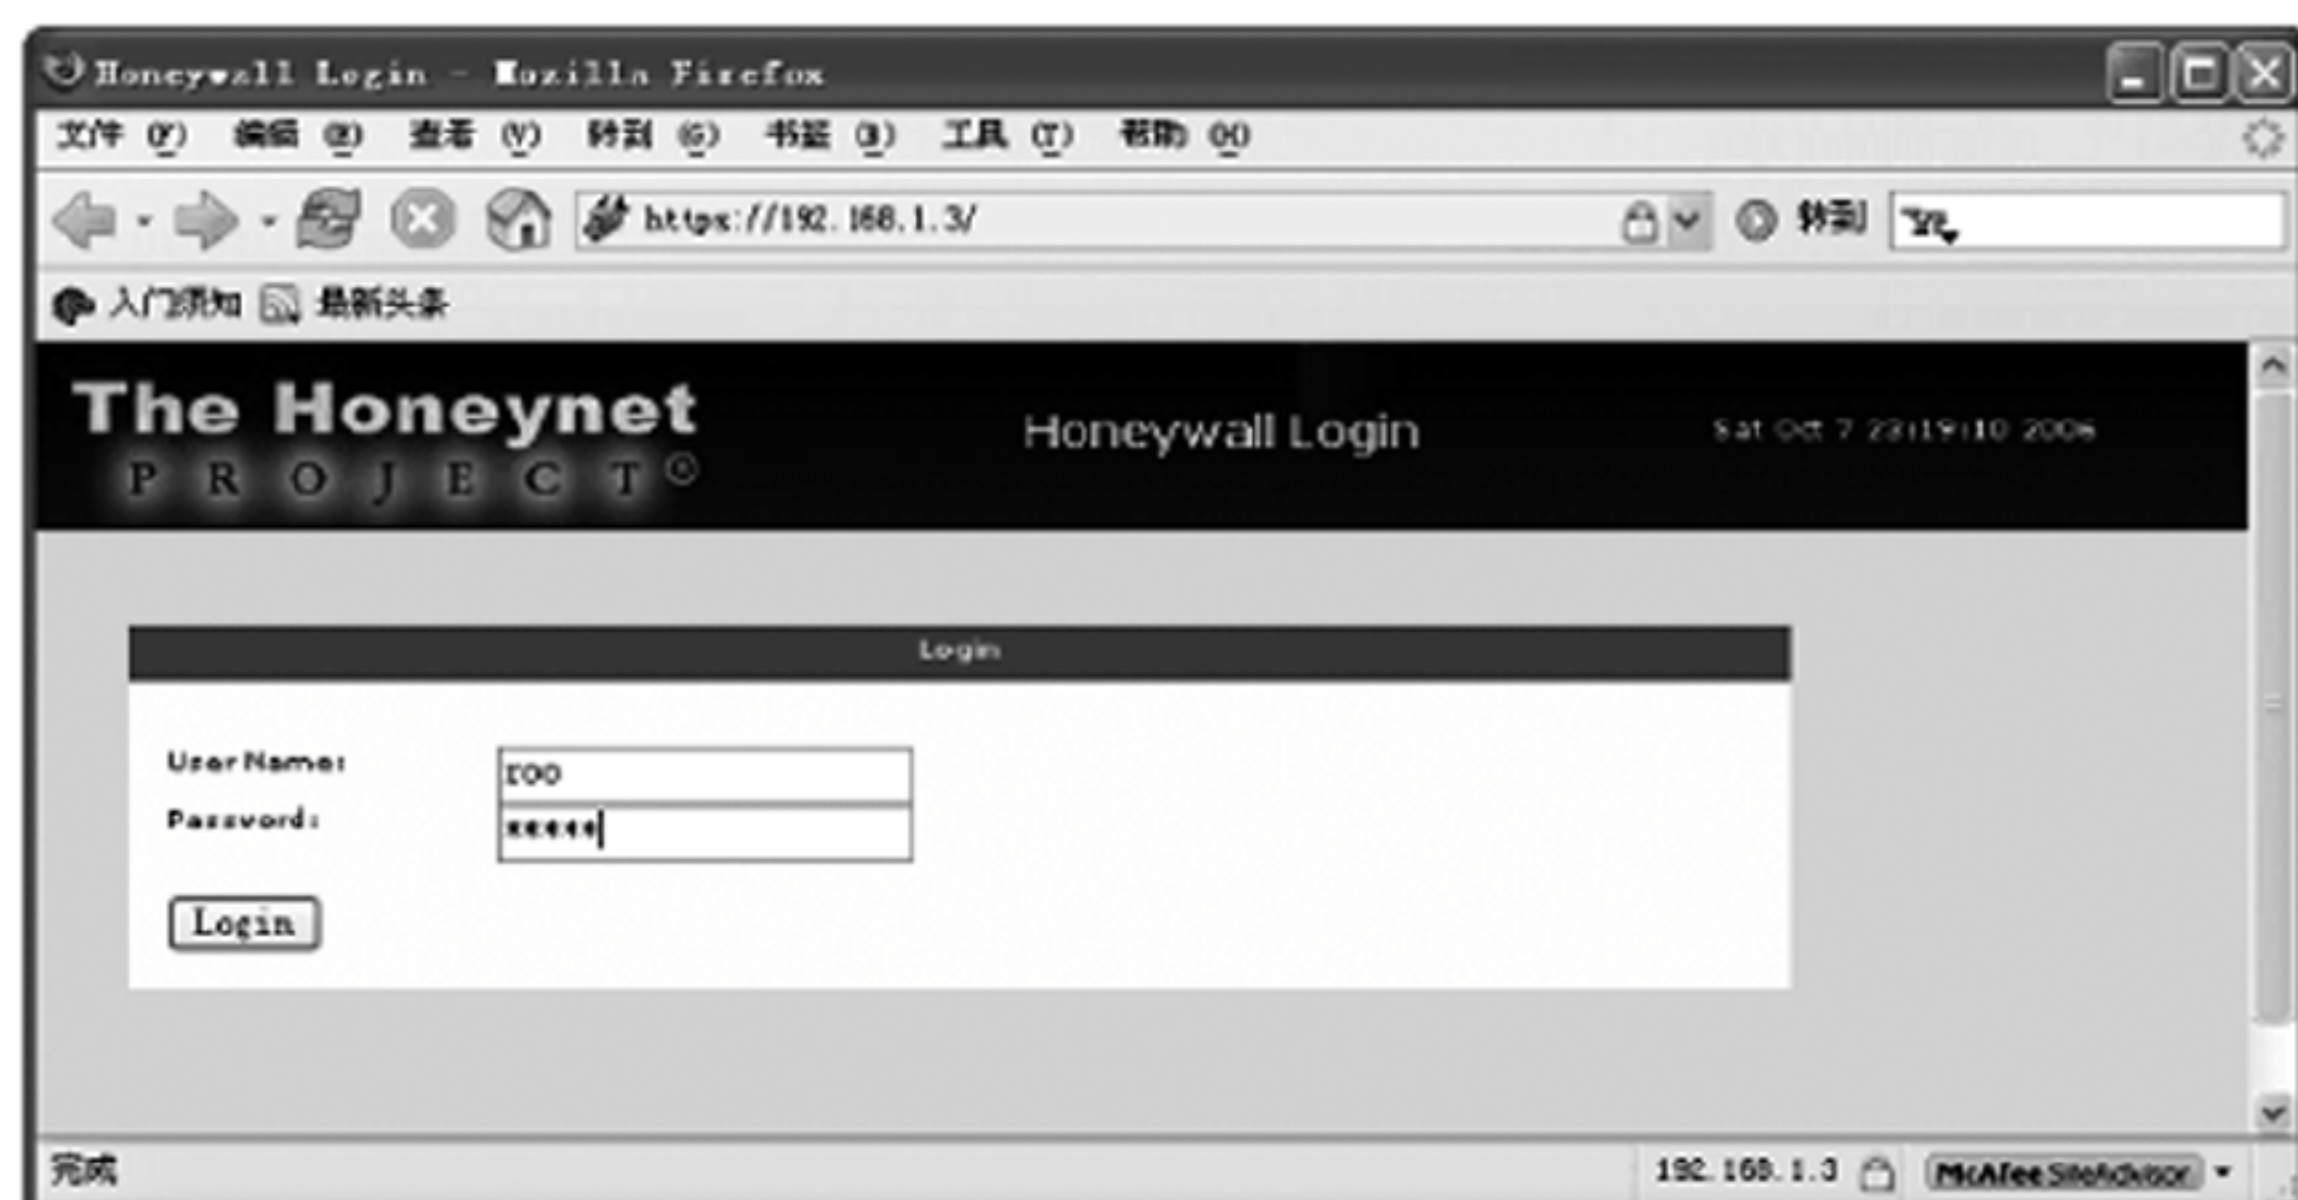 Honeywall Login - Mozilla Firefox
文件(F) 编辑(E) 查看(V) 转到(G) 书签(B) 工具(T) 帮助(H)
https://192.168.1.3/ 转到
入门须知 最新头条
The Honeynet
PROJECT®
Honeywall Login
Sat Oct 7 23:19:10 2006
Login
User Name: roo
Password: *****
Login
完成 192.168.1.3 McAfee SiteAdvisor